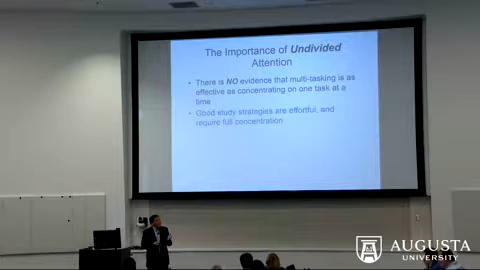 The Importance of Undivided
Attention
• There is NO evidence that multi-tasking is as
effective as concentrating on one task at a
time
• Good study strategies are effortful, and
require full concentration
AUGUSTA
UNIVERSITY